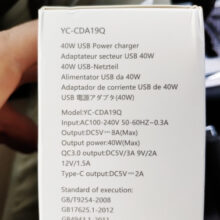 YC-CDA19Q
40W USB Power charger
Adaptateur secteur USB 40W
40W USB-Netzteil
Alimentator USB da 40W
Adaptador de corriente USB de 40W
USB 電源アダプタ(40W)
Model:YC-CDA19Q
Input:AC100-240V 50-60HZ~0.3A
Output:DC5V⎓8A(Max)
Output power:40W(Max)
QC3.0 output:DC5V/3A 9V/2A
12V/1.5A
Type-C output:DC5V⎓2A
Standard of execution:
GB/T9254-2008
GB17625.1-2012
GB4943.1-2011